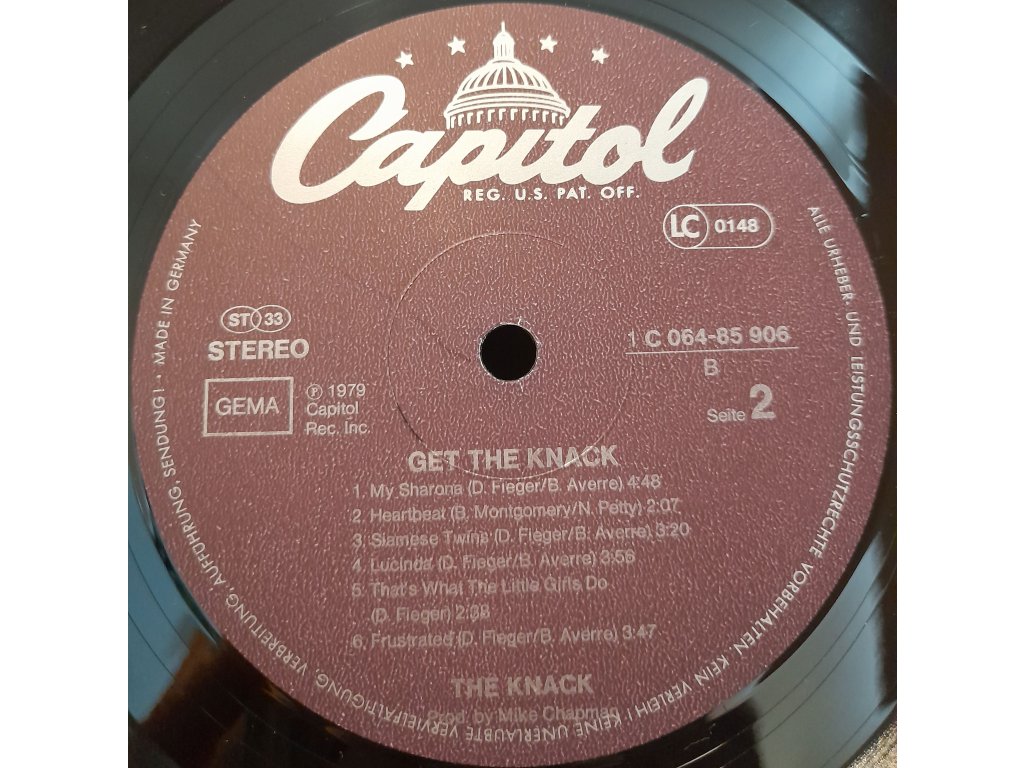 Capitol
REG. U.S. PAT. OFF.
LC 0148
ST 33
STEREO
GEMA
℗ 1979
Capitol
Rec. Inc.
1 C 064-85 906
B
Seite 2
GET THE KNACK
1. My Sharona (D. Fieger/B. Averre) 4:48
2. Heartbeat (B. Montgomery/N. Petty) 2:07
3. Siamese Twins (D. Fieger/B. Averre) 3:20
4. Lucinda (D. Fieger/B. Averre) 3:56
5. That's What The Little Girls Do
(D. Fieger) 2:38
6. Frustrated (D. Fieger/B. Averre) 3:47
THE KNACK
Prod. by Mike Chapman
ALLE URHEBER- UND LEISTUNGSSCHUTZRECHTE VORBEHALTEN. KEIN VERLEIH! KEINE UNERLAUBTE VERVIELFÄLTIGUNG, VERBREITUNG, AUFFÜHRUNG, SENDUNG! · MADE IN GERMANY